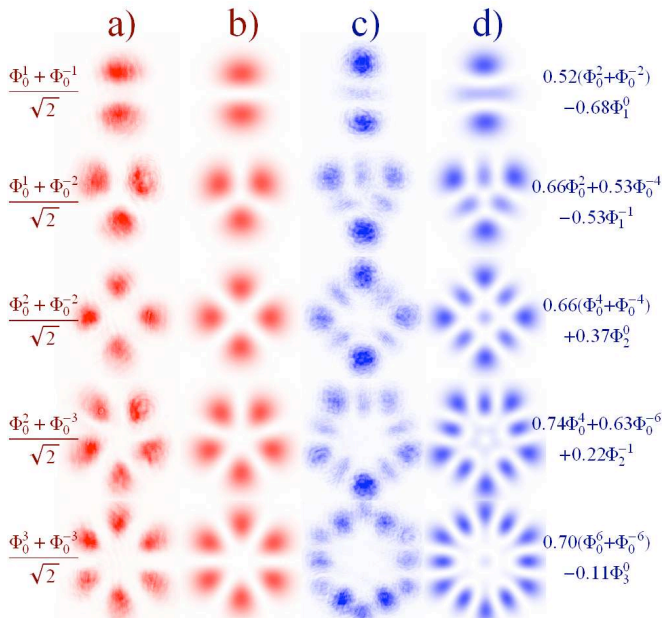 a) b) c) d)
Φ₀¹ + Φ₀⁻¹
√2
0.52(Φ₀²+Φ₀⁻²)
−0.68Φ₁⁰
Φ₀¹ + Φ₀⁻²
√2
0.66Φ₀²+0.53Φ₀⁻⁴
−0.53Φ₁⁻¹
Φ₀² + Φ₀⁻²
√2
0.66(Φ₀⁴+Φ₀⁻⁴)
+0.37Φ₂⁰
Φ₀² + Φ₀⁻³
√2
0.74Φ₀⁴+0.63Φ₀⁻⁶
+0.22Φ₂⁻¹
Φ₀³ + Φ₀⁻³
√2
0.70(Φ₀⁶+Φ₀⁻⁶)
−0.11Φ₃⁰